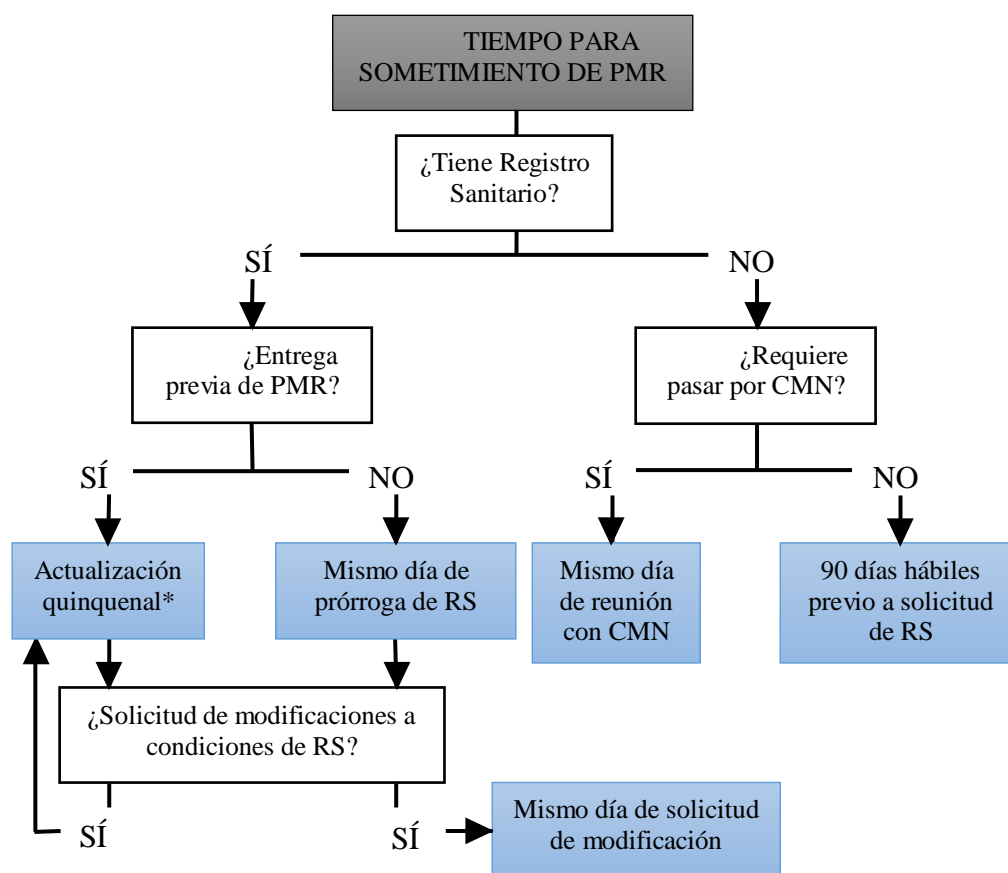 TIEMPO PARA
SOMETIMIENTO DE PMR
¿Tiene Registro
Sanitario?
SÍ
NO
¿Entrega
previa de PMR?
¿Requiere
pasar por CMN?
SÍ
NO
SÍ
NO
Actualización
quinquenal*
Mismo día de
prórroga de RS
Mismo día
de reunión
con CMN
90 días hábiles
previo a solicitud
de RS
¿Solicitud de modificaciones a
condiciones de RS?
SÍ
SÍ
Mismo día de solicitud
de modificación